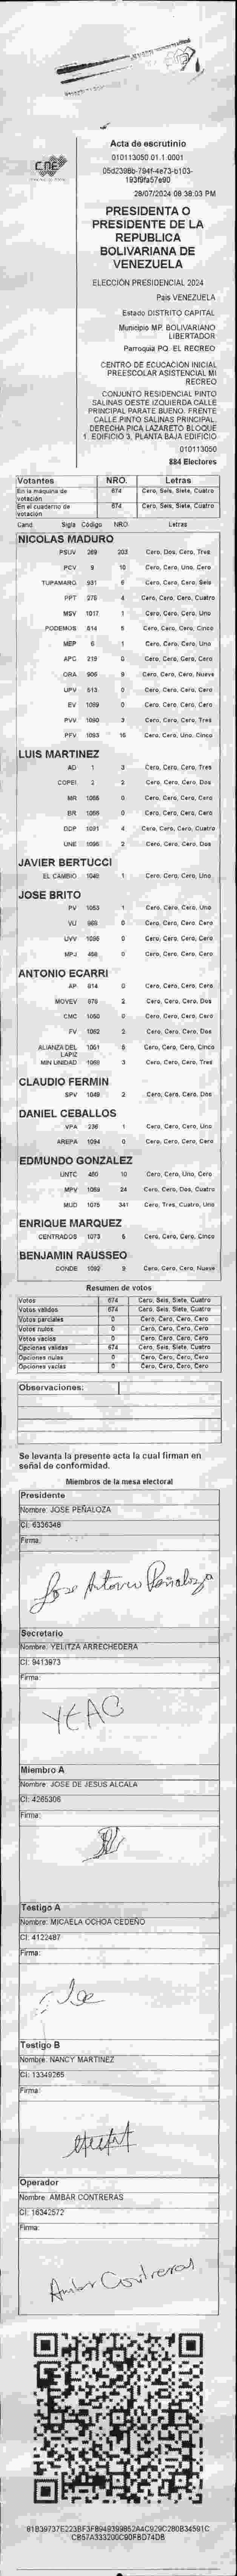 CNE
Acta de escrutinio
010113050.01.1.0001
28/07/2024 08:38:03 PM
PRESIDENTA O
PRESIDENTE DE LA
REPUBLICA
BOLIVARIANA DE
VENEZUELA
ELECCIÓN PRESIDENCIAL 2024
País VENEZUELA
Estado DISTRITO CAPITAL
Municipio MP. BOLIVARIANO
LIBERTADOR
Parroquia PQ. EL RECREO
CENTRO DE ECUCACION INICIAL
PREESCOLAR ASISTENCIAL MI
RECREO
CONJUNTO RESIDENCIAL PINTO
SALINAS OESTE IZQUIERDA CALLE
PRINCIPAL PARATE BUENO. FRENTE
CALLE PINTO SALINAS PRINCIPAL.
DERECHA PICA LAZARETO BLOQUE
1. EDIFICIO 3, PLANTA BAJA EDIFICIO
010113050
884 Electores
Votantes NRO. Letras
En la máquina de votación 674 Cero, Seis, Siete, Cuatro
En el cuaderno de votación 674 Cero, Seis, Siete, Cuatro
Cand. Sigla Código NRO. Letras
NICOLAS MADURO
PSUV 269 203 Cero, Dos, Cero, Tres
PCV 9 10 Cero, Cero, Uno, Cero
TUPAMARO 931 6 Cero, Cero, Cero, Seis
PPT 276 4 Cero, Cero, Cero, Cuatro
MSV 1017 1 Cero, Cero, Cero, Uno
PODEMOS 514 5 Cero, Cero, Cero, Cinco
MEP 6 1 Cero, Cero, Cero, Uno
APC 219 0 Cero, Cero, Cero, Cero
ORA 906 9 Cero, Cero, Cero, Nueve
UPV 513 0 Cero, Cero, Cero, Cero
EV 1089 0 Cero, Cero, Cero, Cero
PVV 1090 3 Cero, Cero, Cero, Tres
PFV 1093 15 Cero, Cero, Uno, Cinco
LUIS MARTINEZ
AD 1 3 Cero, Cero, Cero, Tres
COPEI 2 2 Cero, Cero, Cero, Dos
MR 1068 0 Cero, Cero, Cero, Cero
BR 1066 0 Cero, Cero, Cero, Cero
DDP 1091 4 Cero, Cero, Cero, Cuatro
UNE 1096 2 Cero, Cero, Cero, Dos
JAVIER BERTUCCI
EL CAMBIO 1046 1 Cero, Cero, Cero, Uno
JOSE BRITO
PV 1053 1 Cero, Cero, Cero, Uno
VU 969 0 Cero, Cero, Cero, Cero
UVV 1095 0 Cero, Cero, Cero, Cero
MPJ 458 0 Cero, Cero, Cero, Cero
ANTONIO ECARRI
AP 814 0 Cero, Cero, Cero, Cero
MOVEV 979 2 Cero, Cero, Cero, Dos
CMC 1050 0 Cero, Cero, Cero, Cero
FV 1062 2 Cero, Cero, Cero, Dos
ALIANZA DEL LAPIZ 1061 5 Cero, Cero, Cero, Cinco
MIN UNIDAD 1069 3 Cero, Cero, Cero, Tres
CLAUDIO FERMIN
SPV 1049 2 Cero, Cero, Cero, Dos
DANIEL CEBALLOS
VPA 236 1 Cero, Cero, Cero, Uno
AREPA 1094 0 Cero, Cero, Cero, Cero
EDMUNDO GONZALEZ
UNTC 480 10 Cero, Cero, Uno, Cero
MPV 1058 24 Cero, Cero, Dos, Cuatro
MUD 1075 341 Cero, Tres, Cuatro, Uno
ENRIQUE MARQUEZ
CENTRADOS 1073 5 Cero, Cero, Cero, Cinco
BENJAMIN RAUSSEO
CONDE 1092 9 Cero, Cero, Cero, Nueve
Resumen de votos
Votos 674 Cero, Seis, Siete, Cuatro
Votos válidos 674 Cero, Seis, Siete, Cuatro
Votos parciales 0 Cero, Cero, Cero, Cero
Votos nulos 0 Cero, Cero, Cero, Cero
Votos vacíos 0 Cero, Cero, Cero, Cero
Opciones válidas 674 Cero, Seis, Siete, Cuatro
Opciones nulas 0 Cero, Cero, Cero, Cero
Opciones vacías 0 Cero, Cero, Cero, Cero
Observaciones:
Se levanta la presente acta la cual firman en
señal de conformidad.
Miembros de la mesa electoral
Presidente
Nombre: JOSE PEÑALOZA
CI: 6336348
Firma:
Jose Antonio Peñaloza
Secretario
Nombre: YELITZA ARRECHEDERA
CI: 9413973
Firma:
YEAC
Miembro A
Nombre: JOSE DE JESUS ALCALA
CI: 4265306
Firma:
Testigo A
Nombre: MICAELA OCHOA CEDEÑO
CI: 4122487
Firma:
Testigo B
Nombre: NANCY MARTINEZ
CI: 13349265
Firma:
Operador
Nombre: AMBAR CONTRERAS
CI: 16342572
Firma:
Ambar Contreras